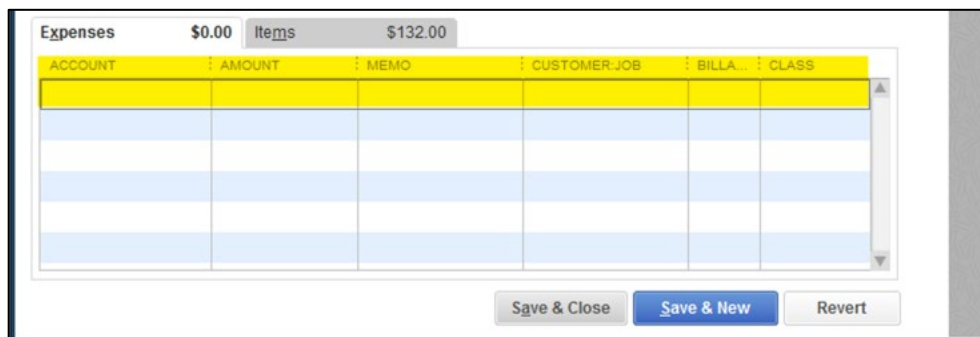 Expenses $0.00 Items $132.00
ACCOUNT AMOUNT MEMO CUSTOMER:JOB BILLA... CLASS
Save & Close Save & New Revert